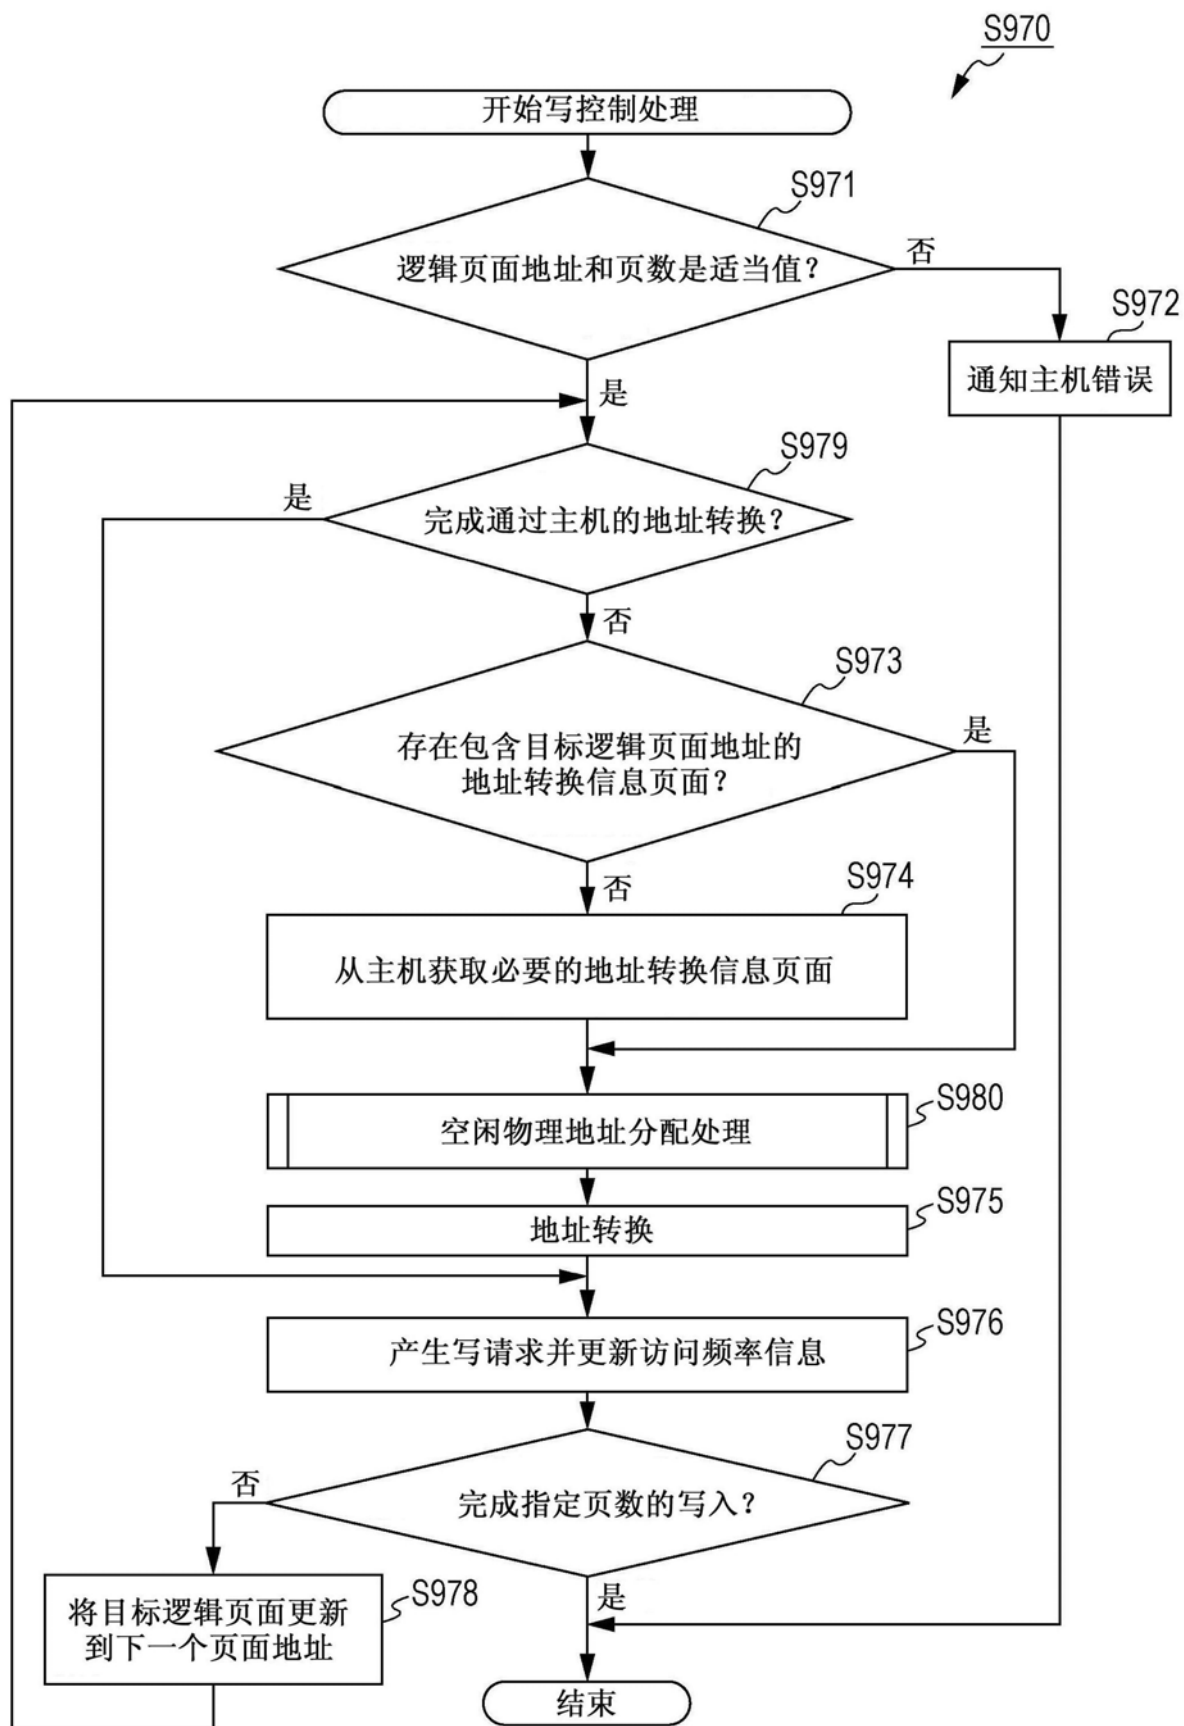 S970
开始写控制处理
S971
逻辑页面地址和页数是适当值？
否
S972
通知主机错误
是
S979
是
完成通过主机的地址转换？
否
S973
是
存在包含目标逻辑页面地址的
地址转换信息页面？
S974
否
从主机获取必要的地址转换信息页面
S980
空闲物理地址分配处理
S975
地址转换
S976
产生写请求并更新访问频率信息
S977
否
完成指定页数的写入？
S978
是
将目标逻辑页面更新
到下一个页面地址
结束